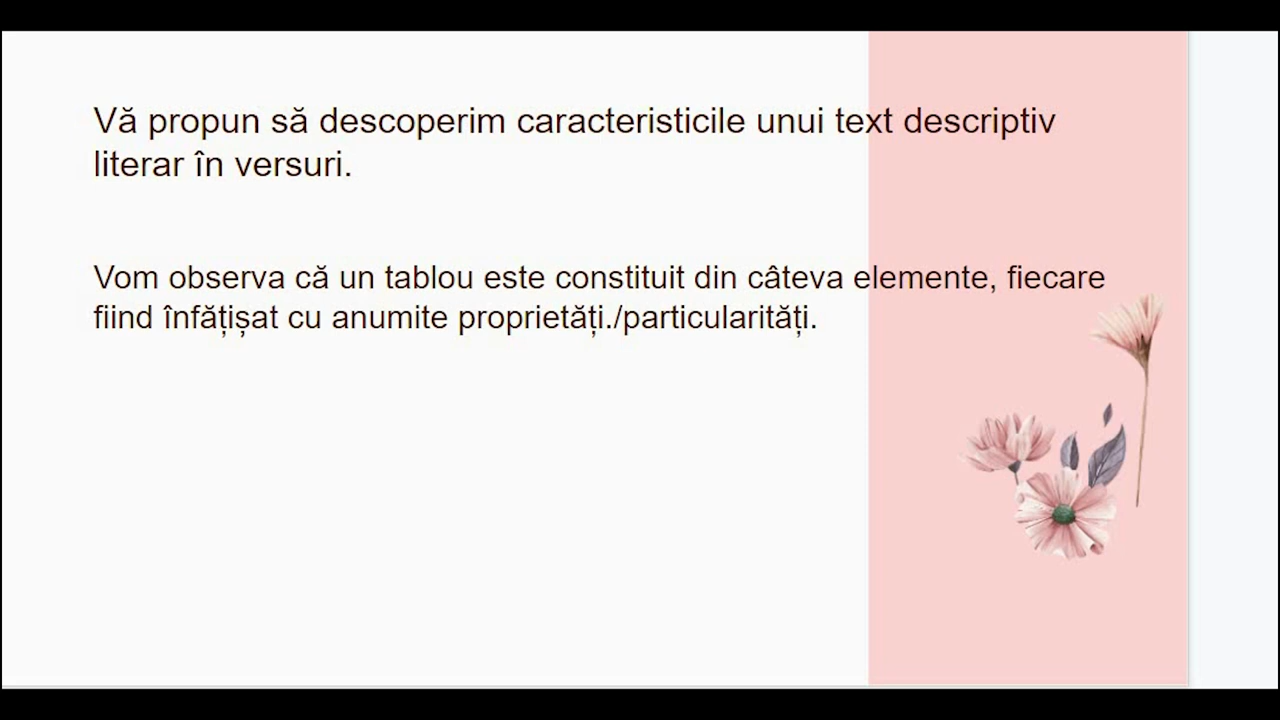 Vă propun să descoperim caracteristicile unui text descriptiv
literar în versuri.
Vom observa că un tablou este constituit din câteva elemente, fiecare
fiind înfățișat cu anumite proprietăți./particularități.